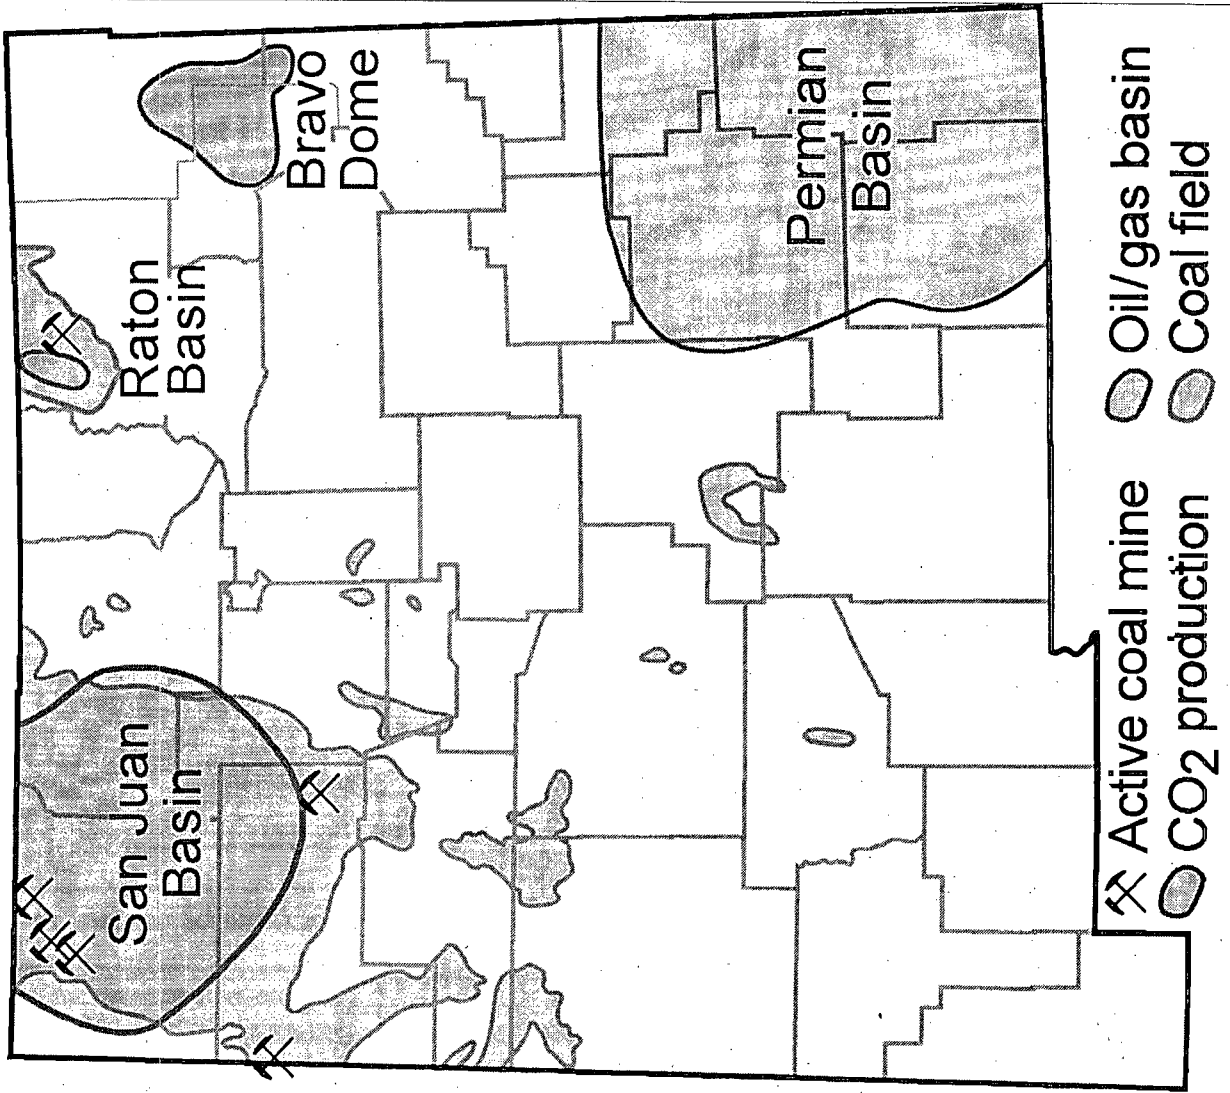 San Juan
Basin
Raton
Basin
Bravo
Dome
Permian
Basin
Active coal mine
CO2 production
Oil/gas basin
Coal field